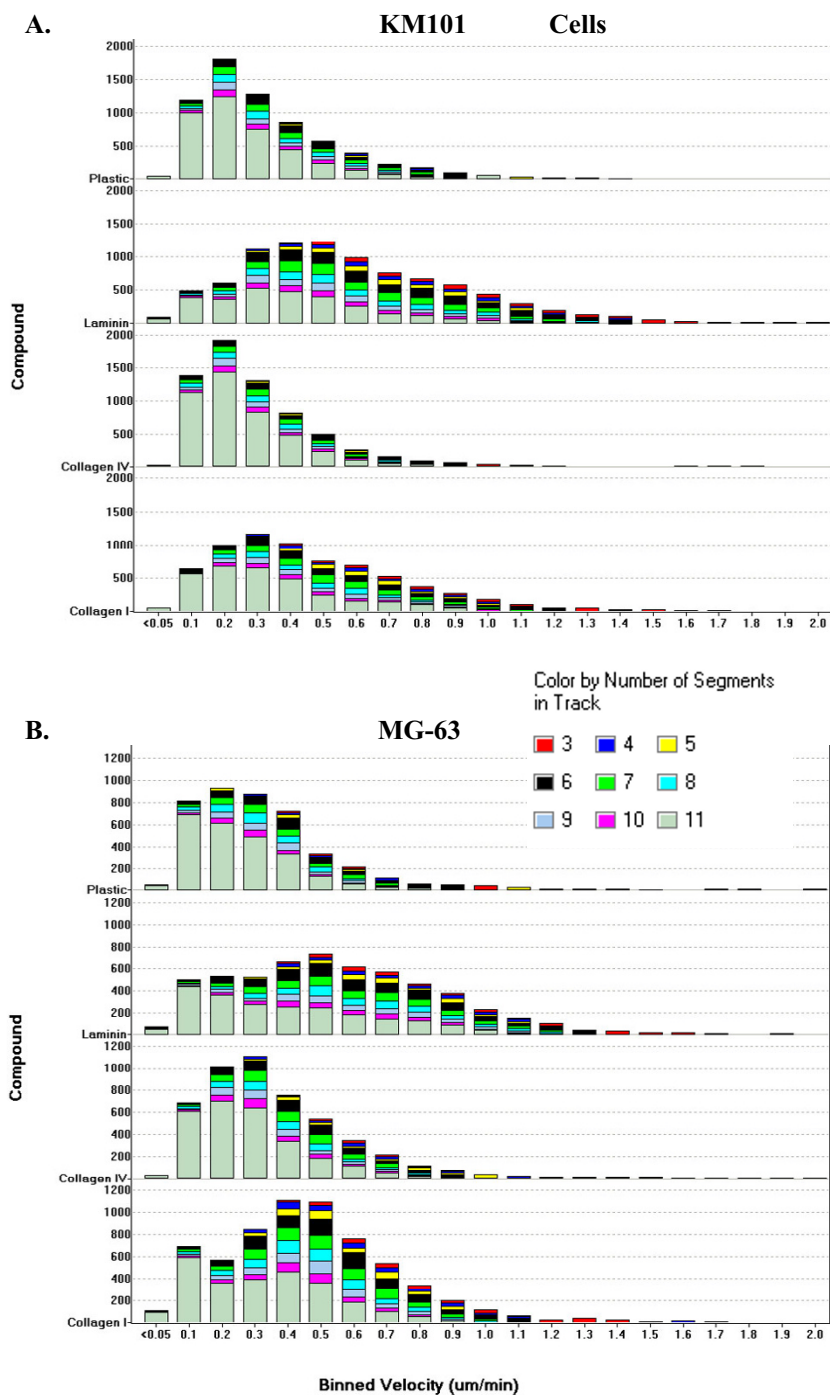 A. KM101 Cells
2000
1500
1000
500
Plastic
2000
1500
1000
500
Laminin
2000
1500
1000
500
Collagen IV
2000
1500
1000
500
Collagen I
Compound
<0.05 0.1 0.2 0.3 0.4 0.5 0.6 0.7 0.8 0.9 1.0 1.1 1.2 1.3 1.4 1.5 1.6 1.7 1.8 1.9 2.0
Color by Number of Segments
in Track
3 4 5
6 7 8
9 10 11
B. MG-63
1200
1000
800
600
400
200
Plastic
1200
1000
800
600
400
200
Laminin
1200
1000
800
600
400
200
Collagen IV
1200
1000
800
600
400
200
Collagen I
Compound
<0.05 0.1 0.2 0.3 0.4 0.5 0.6 0.7 0.8 0.9 1.0 1.1 1.2 1.3 1.4 1.5 1.6 1.7 1.8 1.9 2.0
Binned Velocity (um/min)